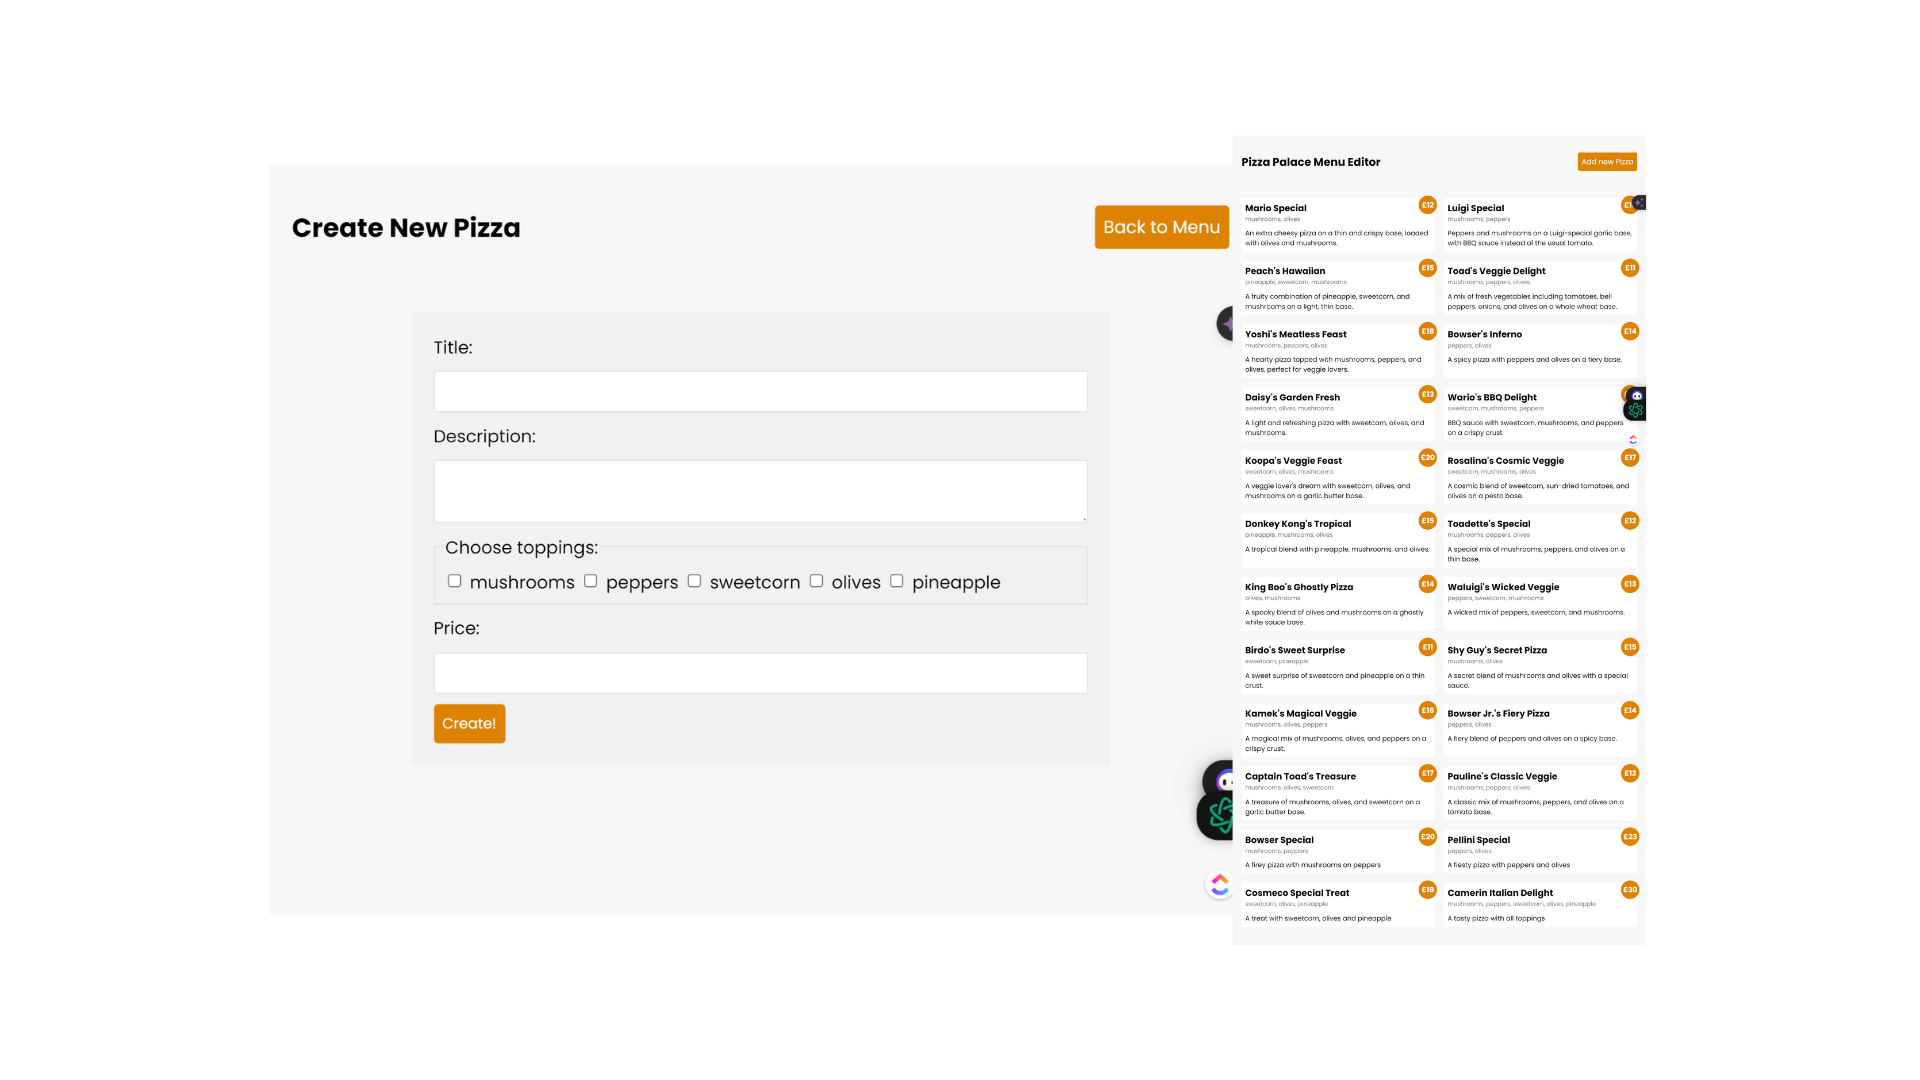 Create New Pizza
Back to Menu
Title:
Description:
Choose toppings:
mushrooms peppers sweetcorn olives pineapple
Price:
Create!
Pizza Palace Menu Editor
Add new Pizza
Mario Special
£12
mushrooms, olives
An extra cheesy pizza on a thin and crispy base, loaded
with olives and mushrooms.
Luigi Special
mushrooms, peppers
Peppers and mushrooms on a Luigi-special garlic base,
with BBQ sauce instead of the usual tomato.
Peach's Hawaiian
£15
pineapple, sweetcorn, mushrooms
A fruity combination of pineapple, sweetcorn, and
mushrooms on a light, thin base.
Toad's Veggie Delight
£11
mushrooms, peppers, olives
A mix of fresh vegetables including tomatoes, bell
peppers, onions, and olives on a whole wheat base.
Yoshi's Meatless Feast
£18
mushrooms, peppers, olives
A hearty pizza topped with mushrooms, peppers, and
olives, perfect for veggie lovers.
Bowser's Inferno
£14
peppers, olives
A spicy pizza with peppers and olives on a fiery base.
Daisy's Garden Fresh
£13
sweetcorn, olives, mushrooms
A light and refreshing pizza with sweetcorn, olives, and
mushrooms.
Wario's BBQ Delight
sweetcorn, mushrooms, peppers
BBQ sauce with sweetcorn, mushrooms, and peppers
on a crispy crust.
Koopa's Veggie Feast
£20
sweetcorn, olives, mushrooms
A veggie lover's dream with sweetcorn, olives, and
mushrooms on a garlic butter base.
Rosalina's Cosmic Veggie
£17
sweetcorn, mushrooms, olives
A cosmic blend of sweetcorn, sun-dried tomatoes, and
olives on a pesto base.
Donkey Kong's Tropical
£15
pineapple, mushrooms, olives
A tropical blend with pineapple, mushrooms, and olives.
Toadette's Special
£12
mushrooms, peppers, olives
A special mix of mushrooms, peppers, and olives on a
thin base.
King Boo's Ghostly Pizza
£14
olives, mushrooms
A spooky blend of olives and mushrooms on a ghostly
white sauce base.
Waluigi's Wicked Veggie
£13
peppers, sweetcorn, mushrooms
A wicked mix of peppers, sweetcorn, and mushrooms.
Birdo's Sweet Surprise
£11
sweetcorn, pineapple
A sweet surprise of sweetcorn and pineapple on a thin
crust.
Shy Guy's Secret Pizza
£15
mushrooms, olives
A secret blend of mushrooms and olives with a special
sauce.
Kamek's Magical Veggie
£16
mushrooms, olives, peppers
A magical mix of mushrooms, olives, and peppers on a
crispy crust.
Bowser Jr.'s Fiery Pizza
£14
peppers, olives
A fiery blend of peppers and olives on a spicy base.
Captain Toad's Treasure
£17
mushrooms, olives, sweetcorn
A treasure of mushrooms, olives, and sweetcorn on a
garlic butter base.
Pauline's Classic Veggie
£12
mushrooms, peppers, olives
A classic mix of mushrooms, peppers, and olives on a
tomato base.
Bowser Special
£20
mushrooms, peppers
A firey pizza with mushrooms on peppers
Pellini Special
£23
peppers, olives
A fiesty pizza with peppers and olives
Cosmeco Special Treat
£18
sweetcorn, olives, pineapple
A treat with sweetcorn, olives and pineapple
Camerin Italian Delight
£30
mushrooms, peppers, sweetcorn, olives, pineapple
A tasty pizza with all toppings